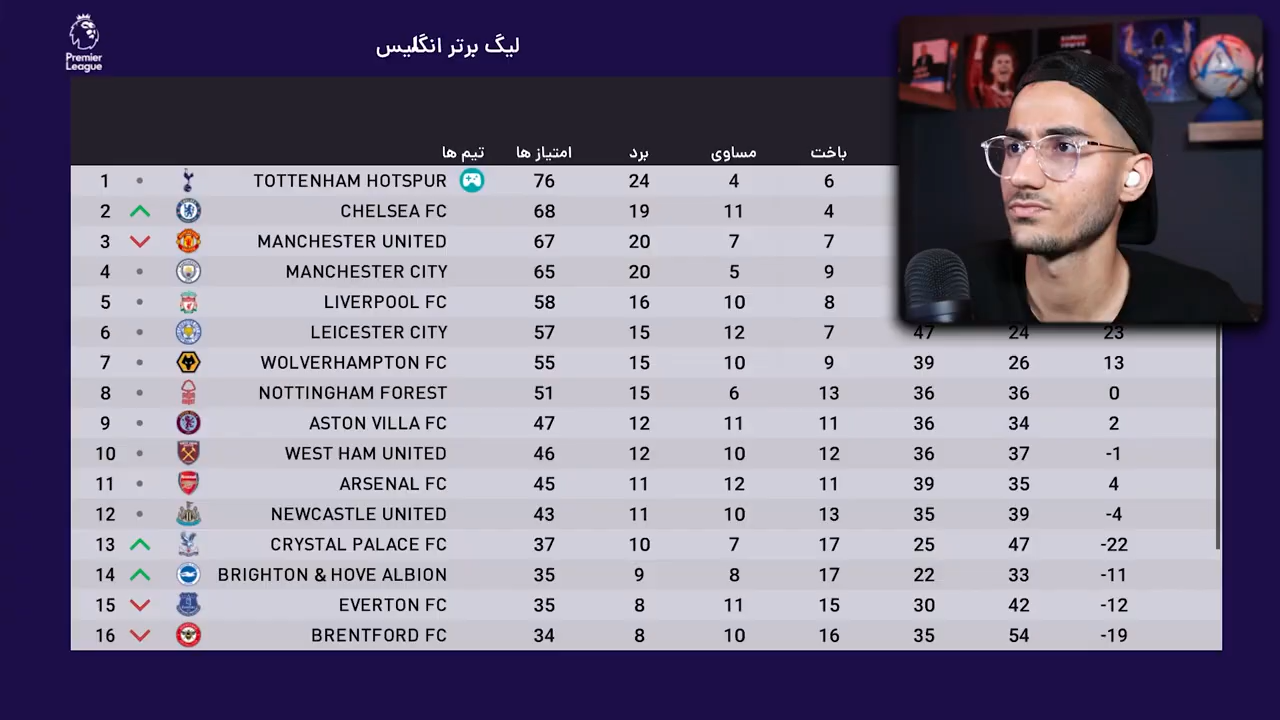 Premier League
لیگ برتر انگلیس
تیم ها امتیاز ها برد مساوی باخت
1 TOTTENHAM HOTSPUR 76 24 4 6
2 CHELSEA FC 68 19 11 4
3 MANCHESTER UNITED 67 20 7 7
4 MANCHESTER CITY 65 20 5 9
5 LIVERPOOL FC 58 16 10 8
6 LEICESTER CITY 57 15 12 7 47 24 23
7 WOLVERHAMPTON FC 55 15 10 9 39 26 13
8 NOTTINGHAM FOREST 51 15 6 13 36 36 0
9 ASTON VILLA FC 47 12 11 11 36 34 2
10 WEST HAM UNITED 46 12 10 12 36 37 -1
11 ARSENAL FC 45 11 12 11 39 35 4
12 NEWCASTLE UNITED 43 11 10 13 35 39 -4
13 CRYSTAL PALACE FC 37 10 7 17 25 47 -22
14 BRIGHTON & HOVE ALBION 35 9 8 17 22 33 -11
15 EVERTON FC 35 8 11 15 30 42 -12
16 BRENTFORD FC 34 8 10 16 35 54 -19
10